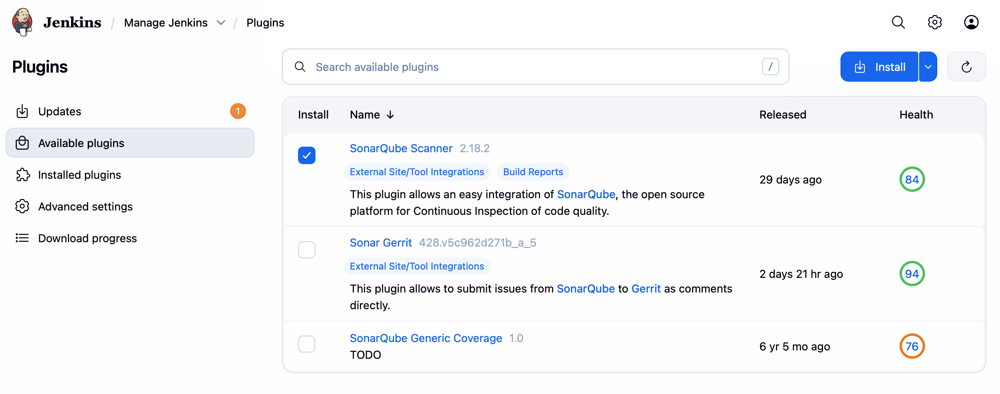 Jenkins / Manage Jenkins / Plugins
Plugins
Search available plugins /
Install
Updates 1
Available plugins
Installed plugins
Advanced settings
Download progress
Install Name Released Health
SonarQube Scanner 2.18.2
External Site/Tool Integrations Build Reports
This plugin allows an easy integration of SonarQube, the open source
platform for Continuous Inspection of code quality.
29 days ago
84
Sonar Gerrit 428.v5c962d271b_a_5
External Site/Tool Integrations
This plugin allows to submit issues from SonarQube to Gerrit as comments
directly.
2 days 21 hr ago
94
SonarQube Generic Coverage 1.0
TODO
6 yr 5 mo ago
76